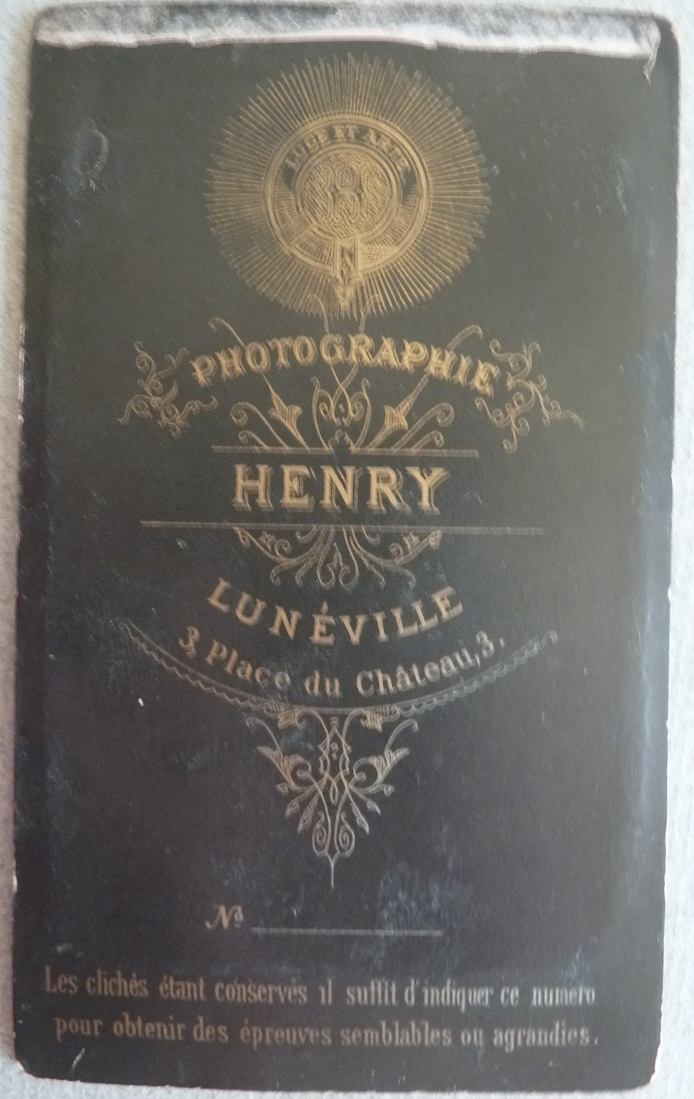 LUCE ET ARTE
H
PHOTOGRAPHIE
HENRY
LUNÉVILLE
3, Place du Château, 3.
No
Les clichés étant conservés il suffit d'indiquer ce numero
pour obtenir des épreuves semblables ou agrandies.